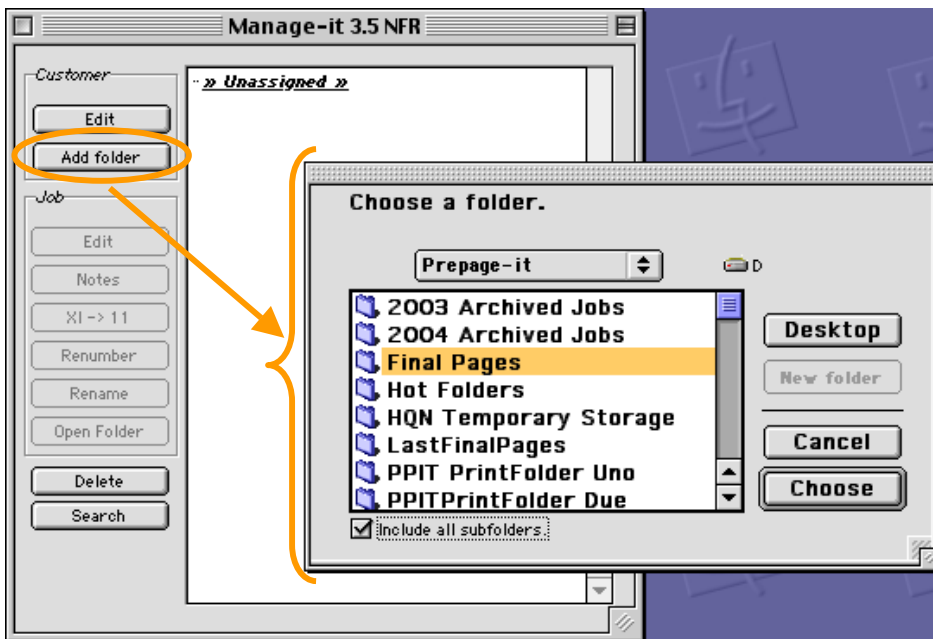 Manage-it 3.5 NFR
Customer
Edit
Add folder
Job
Edit
Notes
XI -> 11
Renumber
Rename
Open Folder
Delete
Search
» Unassigned »
Choose a folder.
Prepage-it
D
2003 Archived Jobs
2004 Archived Jobs
Final Pages
Hot Folders
HQN Temporary Storage
LastFinalPages
PPIT PrintFolder Uno
PPITPrintFolder Due
Include all subfolders.
Desktop
New folder
Cancel
Choose